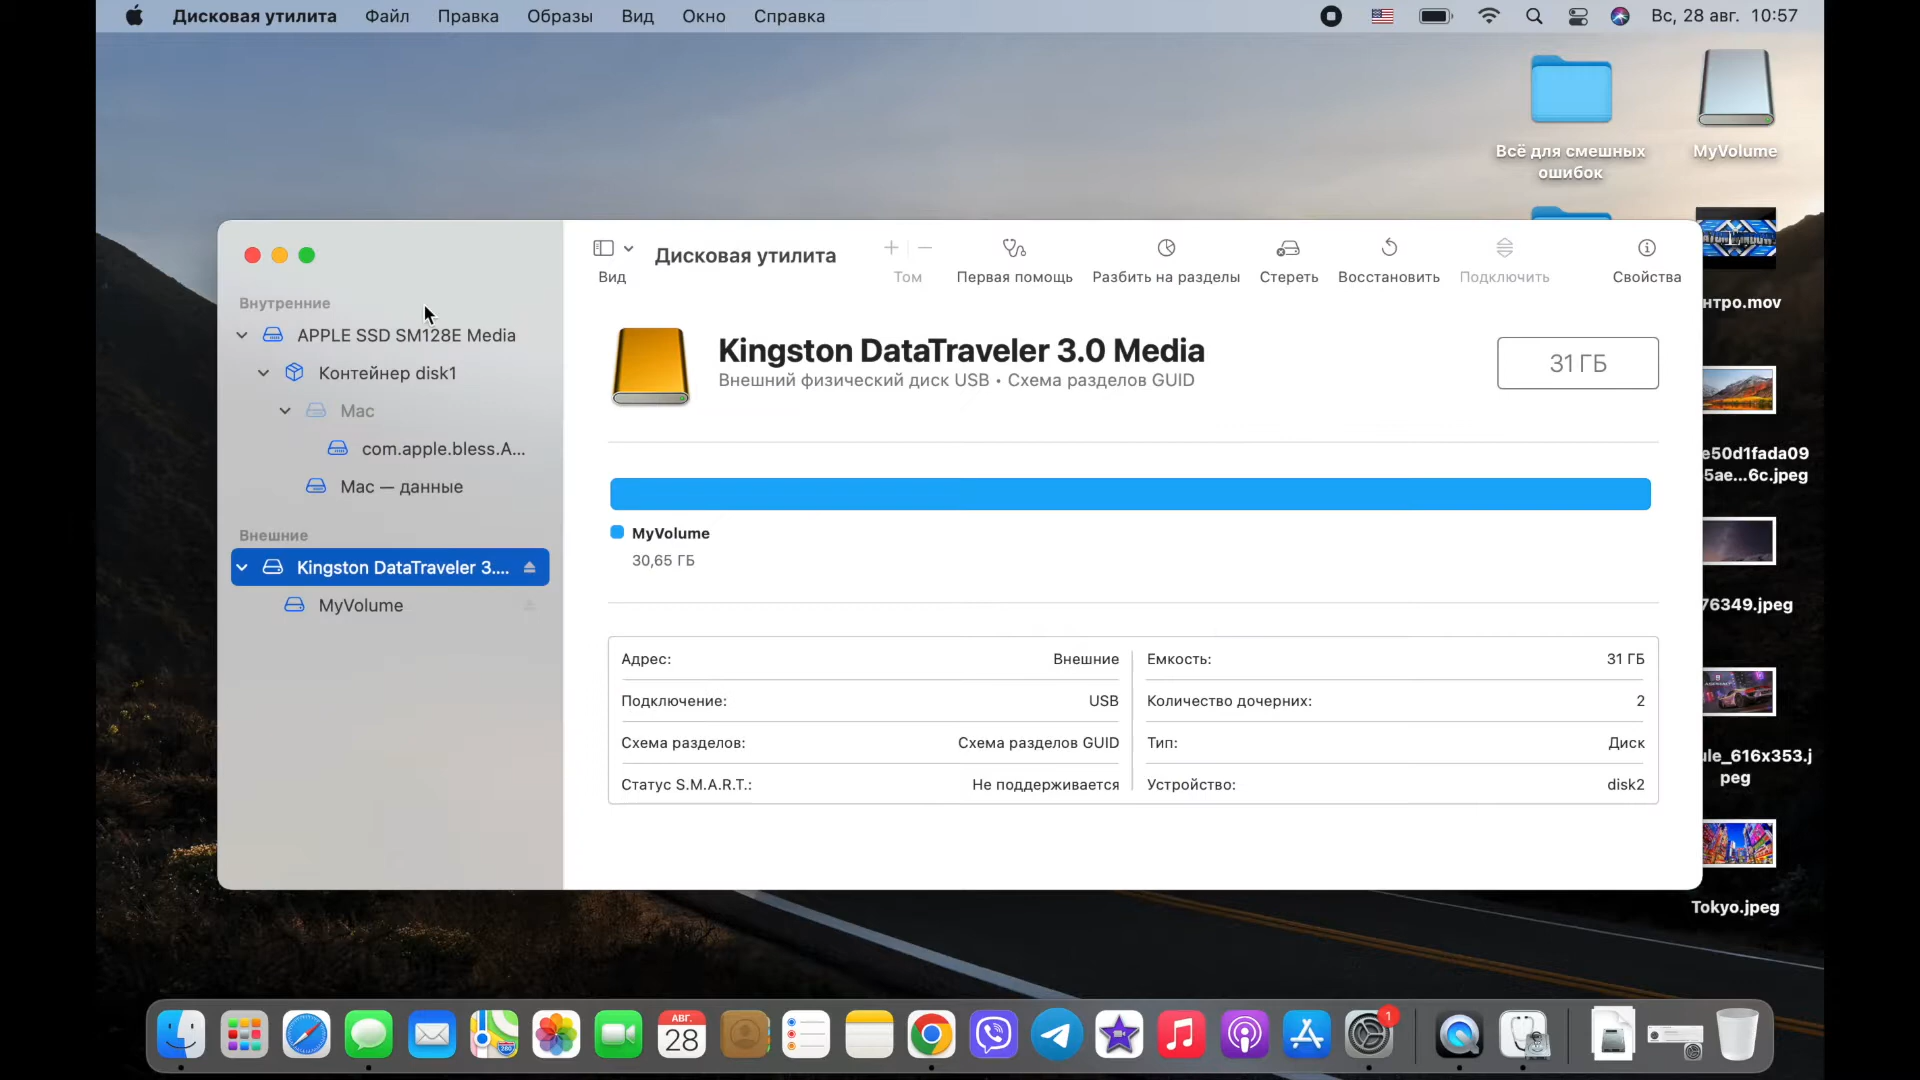 Дисковая утилита Файл Правка Образы Вид Окно Справка Вс, 28 авг. 10:57
Всё для смешных
ошибок
MyVolume
Внутренние
APPLE SSD SM128E Media
Контейнер disk1
Mac
com.apple.bless.A...
Mac — данные
Внешние
Kingston DataTraveler 3....
MyVolume
Вид
Дисковая утилита
Том
Первая помощь
Разбить на разделы
Стереть
Восстановить
Подключить
Свойства
Kingston DataTraveler 3.0 Media
Внешний физический диск USB • Схема разделов GUID
31 ГБ
MyVolume
30,65 ГБ
Адрес: Внешние
Подключение: USB
Схема разделов: Схема разделов GUID
Статус S.M.A.R.T.: Не поддерживается
Емкость: 31 ГБ
Количество дочерних: 2
Тип: Диск
Устройство: disk2
нтро.mov
e50d1fada09
5ae...6c.jpeg
76349.jpeg
ule_616x353.j
peg
Tokyo.jpeg
АВГ.
28
1